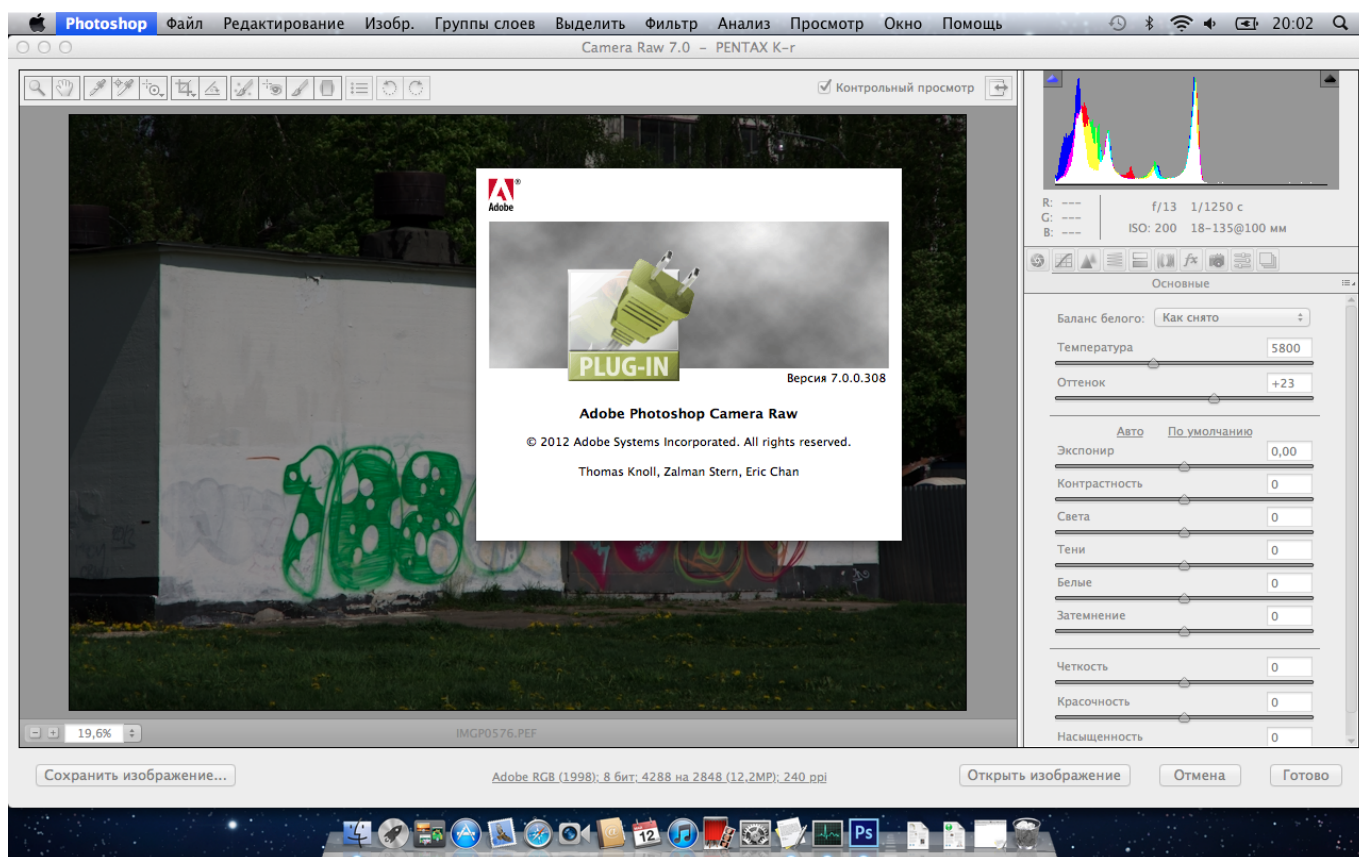 Photoshop Файл Редактирование Изобр. Группы слоев Выделить Фильтр Анализ Просмотр Окно Помощь 20:02
Camera Raw 7.0 – PENTAX K-r
Контрольный просмотр
Adobe
PLUG-IN
Версия 7.0.0.308
Adobe Photoshop Camera Raw
© 2012 Adobe Systems Incorporated. All rights reserved.
Thomas Knoll, Zalman Stern, Eric Chan
R: ---
G: ---
B: ---
f/13 1/1250 с
ISO: 200 18-135@100 мм
Основные
Баланс белого: Как снято
Температура 5800
Оттенок +23
Авто По умолчанию
Экспонир 0,00
Контрастность 0
Света 0
Тени 0
Белые 0
Затемнение 0
Четкость 0
Красочность 0
Насыщенность 0
19,6% IMGP0576.PEF
Сохранить изображение... Adobe RGB (1998); 8 бит; 4288 на 2848 (12,2MP); 240 ppi Открыть изображение Отмена Готово
12
Ps